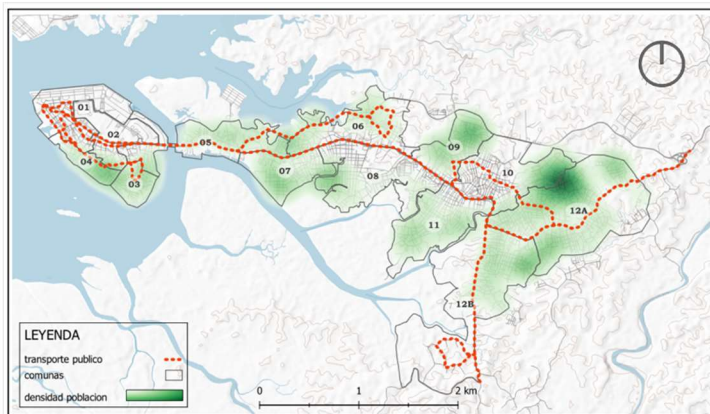 01
02
03
04
05
06
07
08
09
10
11
12A
12B
LEYENDA
transporte publico
comunas
densidad poblacion
0 1 2 km